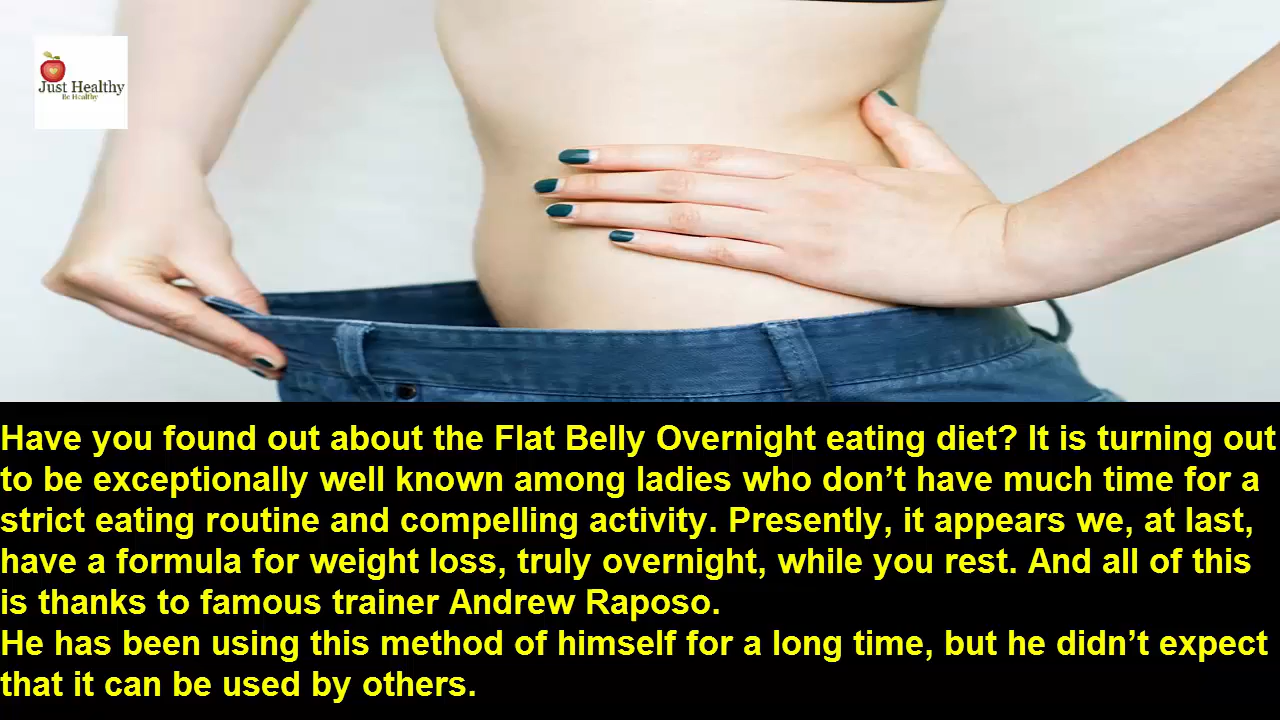 Just Healthy
Be Healthy
Have you found out about the Flat Belly Overnight eating diet? It is turning out
to be exceptionally well known among ladies who don’t have much time for a
strict eating routine and compelling activity. Presently, it appears we, at last,
have a formula for weight loss, truly overnight, while you rest. And all of this
is thanks to famous trainer Andrew Raposo.
He has been using this method of himself for a long time, but he didn’t expect
that it can be used by others.